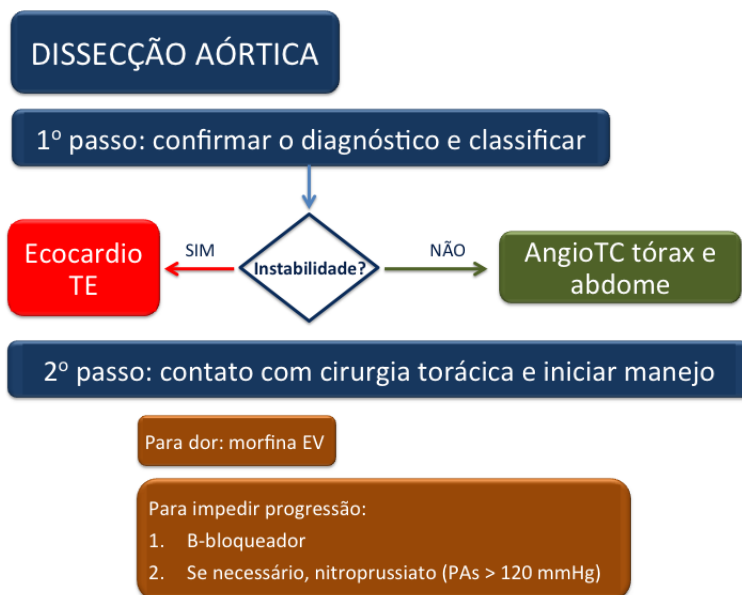 DISSECÇÃO AÓRTICA
1º passo: confirmar o diagnóstico e classificar
Ecocardio
TE
SIM
Instabilidade?
NÃO
AngioTC tórax e
abdome
2º passo: contato com cirurgia torácica e iniciar manejo
Para dor: morfina EV
Para impedir progressão:
1. B-bloqueador
2. Se necessário, nitroprussiato (PAs > 120 mmHg)